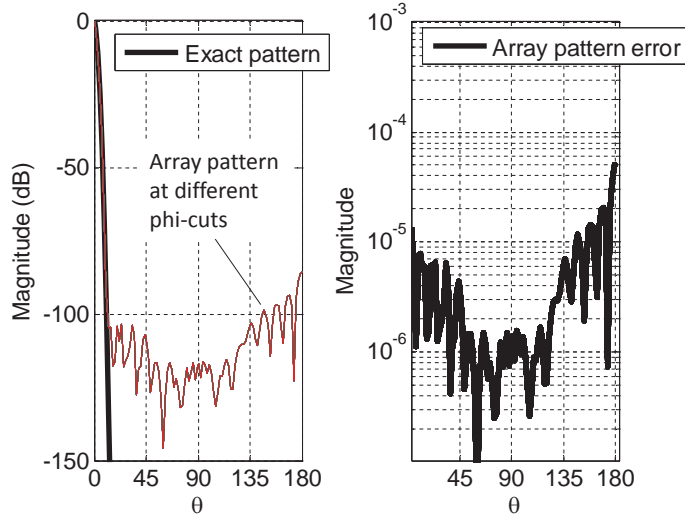 0
-50
-100
-150
Magnitude (dB)
Exact pattern
Array pattern
at different
phi-cuts
0 45 90 135 180
θ
10⁻³
10⁻⁴
10⁻⁵
10⁻⁶
Magnitude
Array pattern error
45 90 135 180
θ